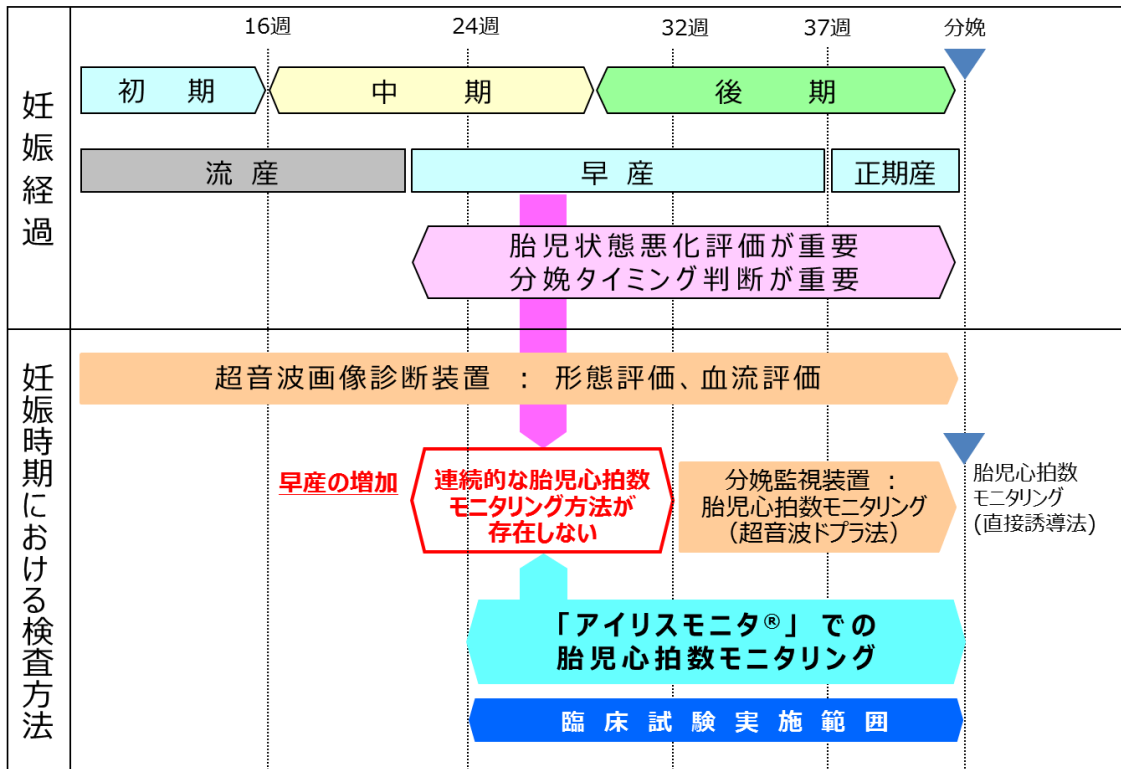 16週
24週
32週
37週
分娩
妊娠経過
初期
中期
後期
流産
早産
正期産
胎児状態悪化評価が重要
分娩タイミング判断が重要
妊娠時期における検査方法
超音波画像診断装置 : 形態評価、血流評価
早産の増加
連続的な胎児心拍数
モニタリング方法が
存在しない
分娩監視装置 :
胎児心拍数モニタリング
(超音波ドプラ法)
胎児心拍数
モニタリング
(直接誘導法)
「アイリスモニタ®」での
胎児心拍数モニタリング
臨床試験実施範囲